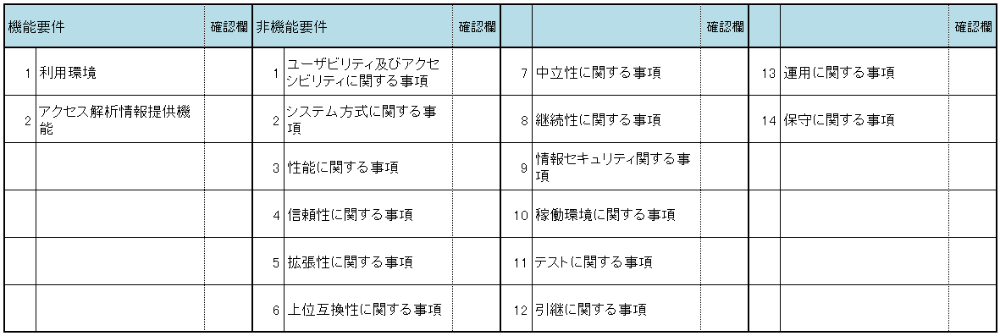 機能要件 確認欄 非機能要件 確認欄 確認欄 確認欄
1 利用環境
2 アクセス解析情報提供機
能
1 ユーザビリティ及びアクセ
シビリティに関する事項
2 システム方式に関する事
項
3 性能に関する事項
4 信頼性に関する事項
5 拡張性に関する事項
6 上位互換性に関する事項
7 中立性に関する事項
8 継続性に関する事項
9 情報セキュリティ関する事
項
10 稼働環境に関する事項
11 テストに関する事項
12 引継に関する事項
13 運用に関する事項
14 保守に関する事項